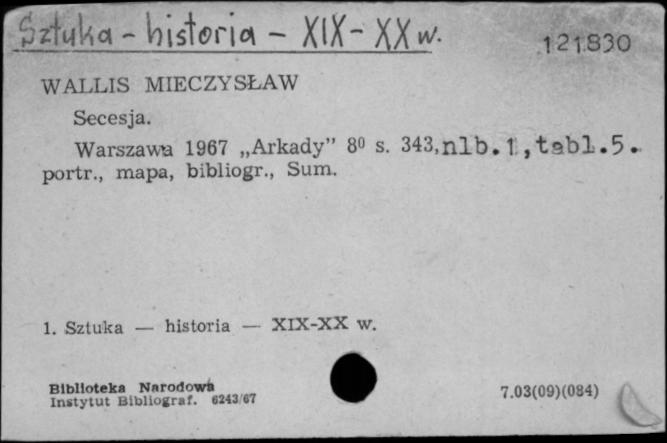 Sztuka - historia - XIX - XX w.
121830
WALLIS MIECZYSŁAW
Secesja.
Warszawa 1967 „Arkady” 8⁰ s. 343, nlb. 1, tabl. 5.
portr., mapa, bibliogr., Sum.
1. Sztuka — historia — XIX-XX w.
Biblioteka Narodowa
Instytut Bibliograf. 6243/67
7.03(09)(084)